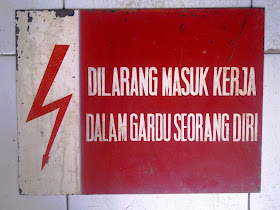 DILARANG MASUK KERJA
DALAM GARDU SEORANG DIRI